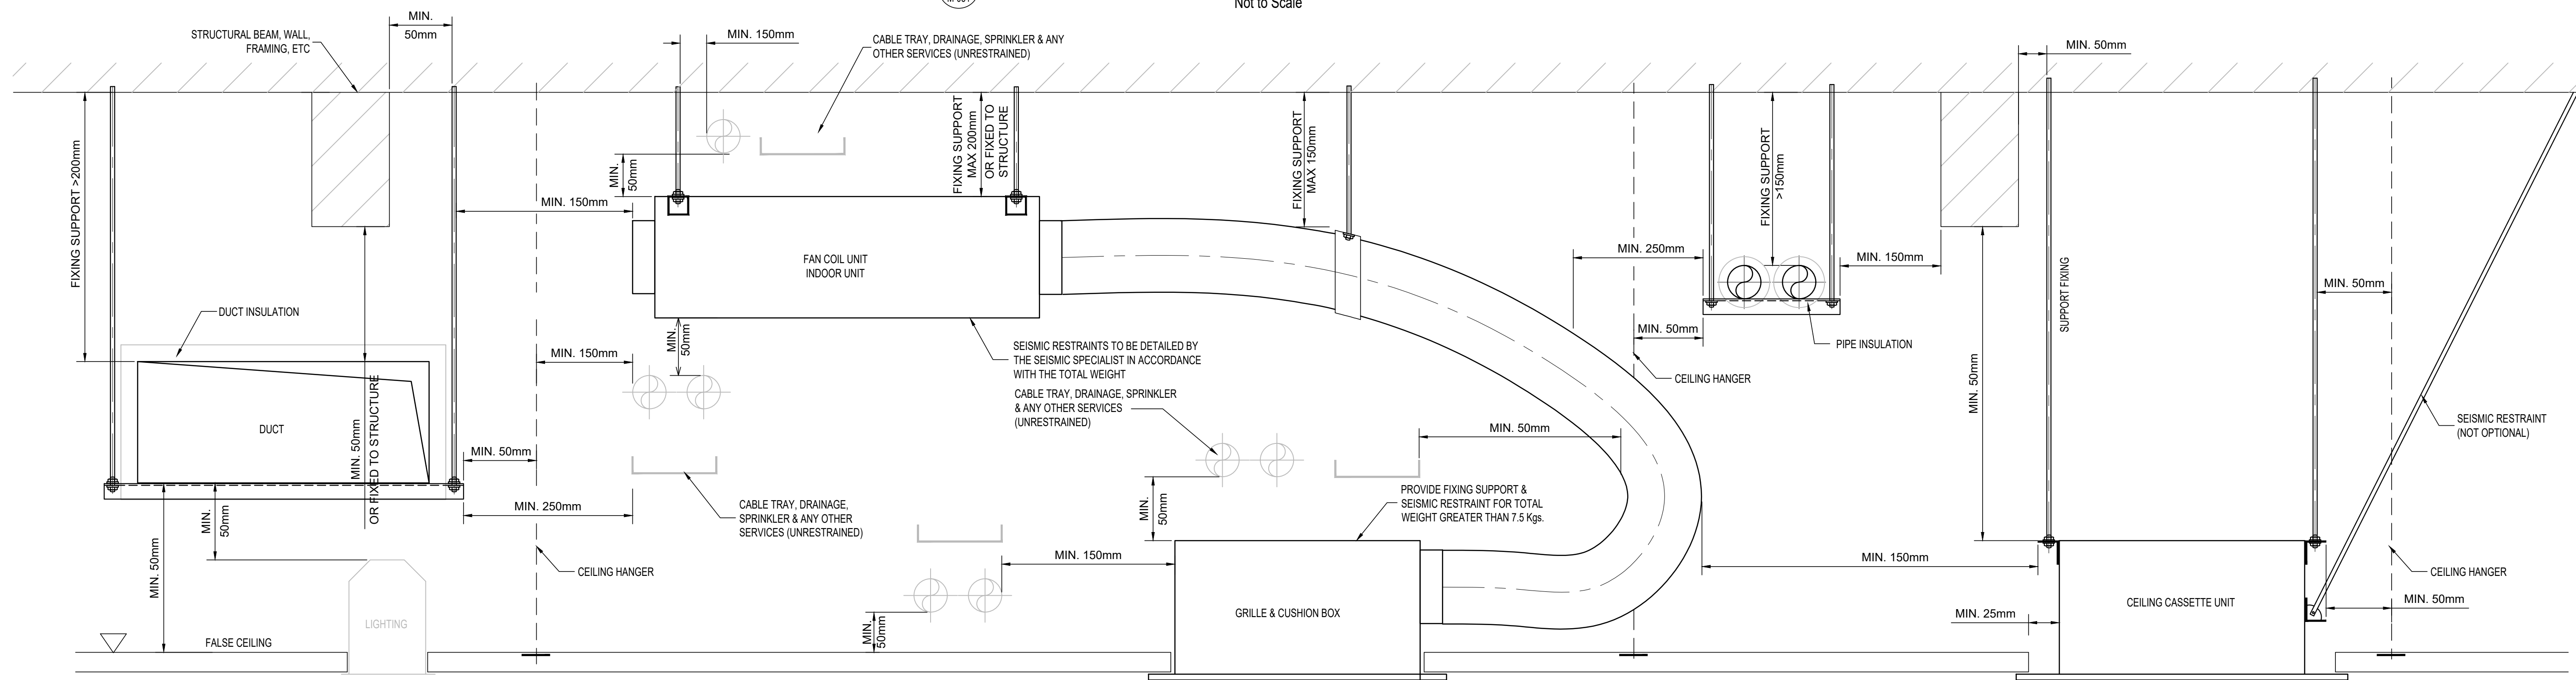 Not to Scale
MIN.
50mm
STRUCTURAL BEAM, WALL,
FRAMING, ETC
MIN. 150mm
CABLE TRAY, DRAINAGE, SPRINKLER & ANY
OTHER SERVICES (UNRESTRAINED)
MIN. 50mm
FIXING SUPPORT >200mm
MIN.
50mm
FIXING SUPPORT
MAX 200mm
OR FIXED TO
STRUCTURE
FIXING SUPPORT
MAX 150mm
FIXING SUPPORT
>150mm
MIN. 150mm
FAN COIL UNIT
INDOOR UNIT
MIN. 250mm
MIN. 150mm
SUPPORT FIXING
MIN. 50mm
DUCT INSULATION
MIN.
50mm
MIN. 150mm
SEISMIC RESTRAINTS TO BE DETAILED BY
THE SEISMIC SPECIALIST IN ACCORDANCE
WITH THE TOTAL WEIGHT
MIN. 50mm
PIPE INSULATION
CEILING HANGER
CABLE TRAY, DRAINAGE, SPRINKLER
& ANY OTHER SERVICES
(UNRESTRAINED)
MIN. 50mm
OR FIXED TO STRUCTURE
DUCT
MIN. 50mm
MIN. 50mm
MIN. 50mm
SEISMIC RESTRAINT
(NOT OPTIONAL)
MIN. 250mm
CABLE TRAY, DRAINAGE,
SPRINKLER & ANY OTHER
SERVICES (UNRESTRAINED)
MIN.
50mm
PROVIDE FIXING SUPPORT &
SEISMIC RESTRAINT FOR TOTAL
WEIGHT GREATER THAN 7.5 Kgs.
MIN.
50mm
MIN. 50mm
CEILING HANGER
MIN. 150mm
MIN. 150mm
CEILING HANGER
LIGHTING
FALSE CEILING
MIN.
50mm
GRILLE & CUSHION BOX
MIN. 25mm
CEILING CASSETTE UNIT
MIN. 50mm